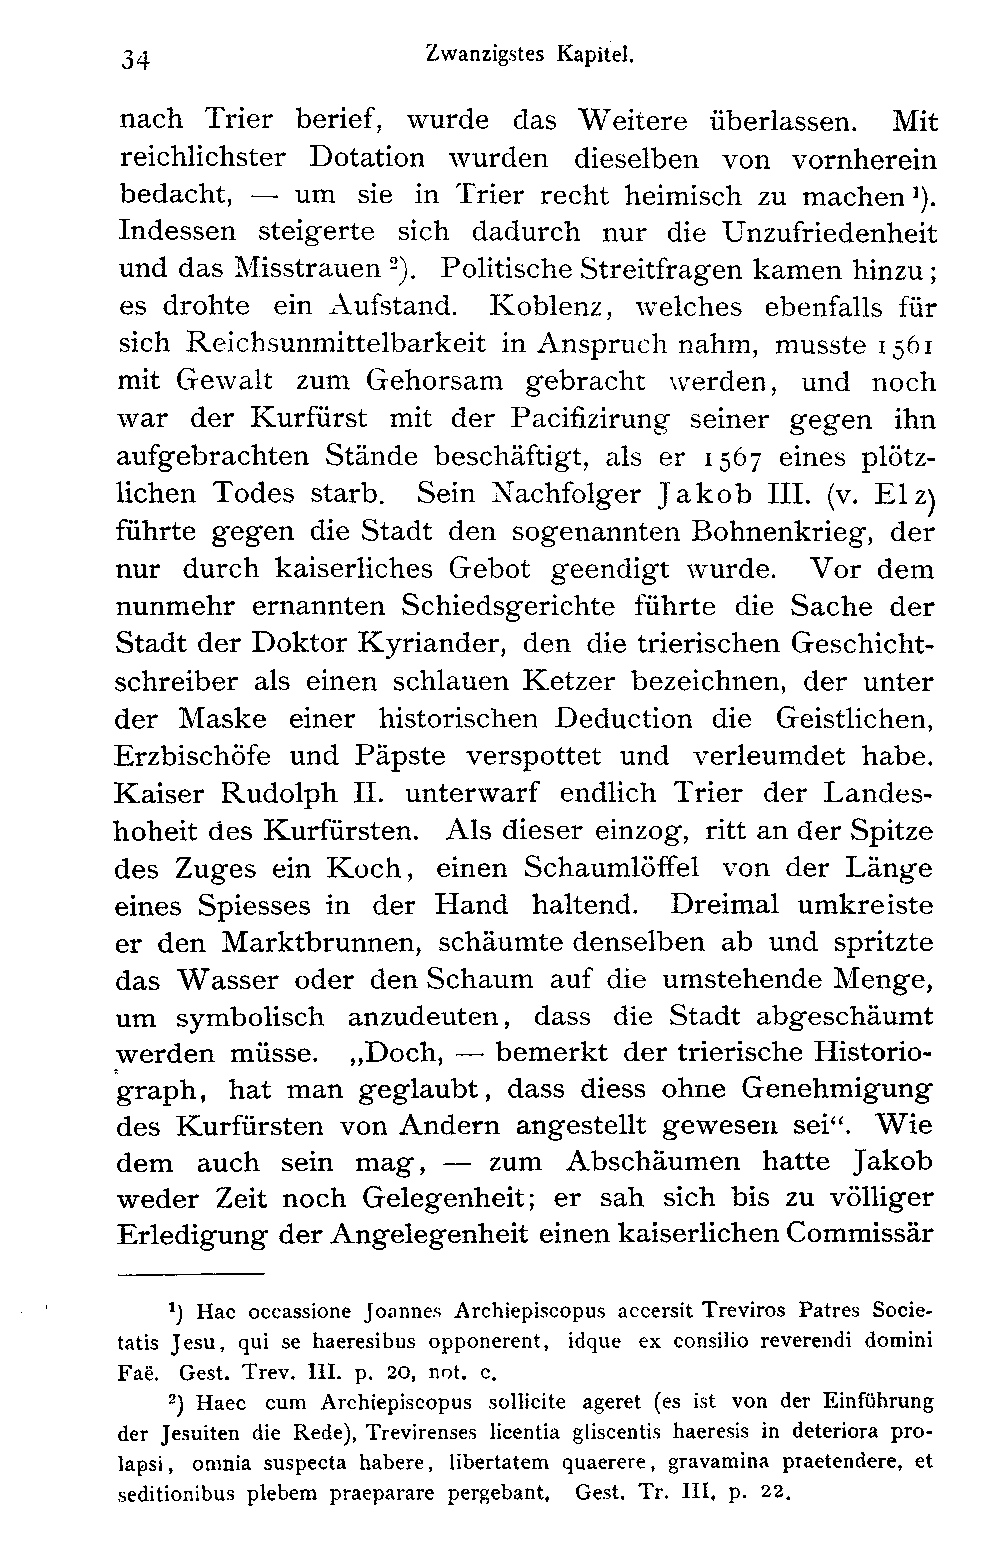 34
Zwanzigstes Kapitel.
nach Trier berief, wurde das Weitere überlassen. Mit
reichlichster Dotation wurden dieselben von vornherein
bedacht, — um sie in Trier recht heimisch zu machen ¹).
Indessen steigerte sich dadurch nur die Unzufriedenheit
und das Misstrauen ²). Politische Streitfragen kamen hinzu;
es drohte ein Aufstand. Koblenz, welches ebenfalls für
sich Reichsunmittelbarkeit in Anspruch nahm, musste 1561
mit Gewalt zum Gehorsam gebracht werden, und noch
war der Kurfürst mit der Pacifizirung seiner gegen ihn
aufgebrachten Stände beschäftigt, als er 1567 eines plötz-
lichen Todes starb. Sein Nachfolger Jakob III. (v. Elz)
führte gegen die Stadt den sogenannten Bohnenkrieg, der
nur durch kaiserliches Gebot geendigt wurde. Vor dem
nunmehr ernannten Schiedsgerichte führte die Sache der
Stadt der Doktor Kyriander, den die trierischen Geschicht-
schreiber als einen schlauen Ketzer bezeichnen, der unter
der Maske einer historischen Deduction die Geistlichen,
Erzbischöfe und Päpste verspottet und verleumdet habe.
Kaiser Rudolph II. unterwarf endlich Trier der Landes-
hoheit des Kurfürsten. Als dieser einzog, ritt an der Spitze
des Zuges ein Koch, einen Schaumlöffel von der Länge
eines Spiesses in der Hand haltend. Dreimal umkreiste
er den Marktbrunnen, schäumte denselben ab und spritzte
das Wasser oder den Schaum auf die umstehende Menge,
um symbolisch anzudeuten, dass die Stadt abgeschäumt
werden müsse. „Doch, — bemerkt der trierische Historio-
graph, hat man geglaubt, dass diess ohne Genehmigung
des Kurfürsten von Andern angestellt gewesen sei“. Wie
dem auch sein mag, — zum Abschäumen hatte Jakob
weder Zeit noch Gelegenheit; er sah sich bis zu völliger
Erledigung der Angelegenheit einen kaiserlichen Commissär
¹) Hac occassione Joannes Archiepiscopus accersit Treviros Patres Socie-
tatis Jesu, qui se haeresibus opponerent, idque ex consilio reverendi domini
Faë. Gest. Trev. III. p. 20, not. c.
²) Haec cum Archiepiscopus sollicite ageret (es ist von der Einführung
der Jesuiten die Rede), Trevirenses licentia gliscentis haeresis in deteriora pro-
lapsi, omnia suspecta habere, libertatem quaerere, gravamina praetendere, et
seditionibus plebem praeparare pergebant. Gest. Tr. III. p. 22.